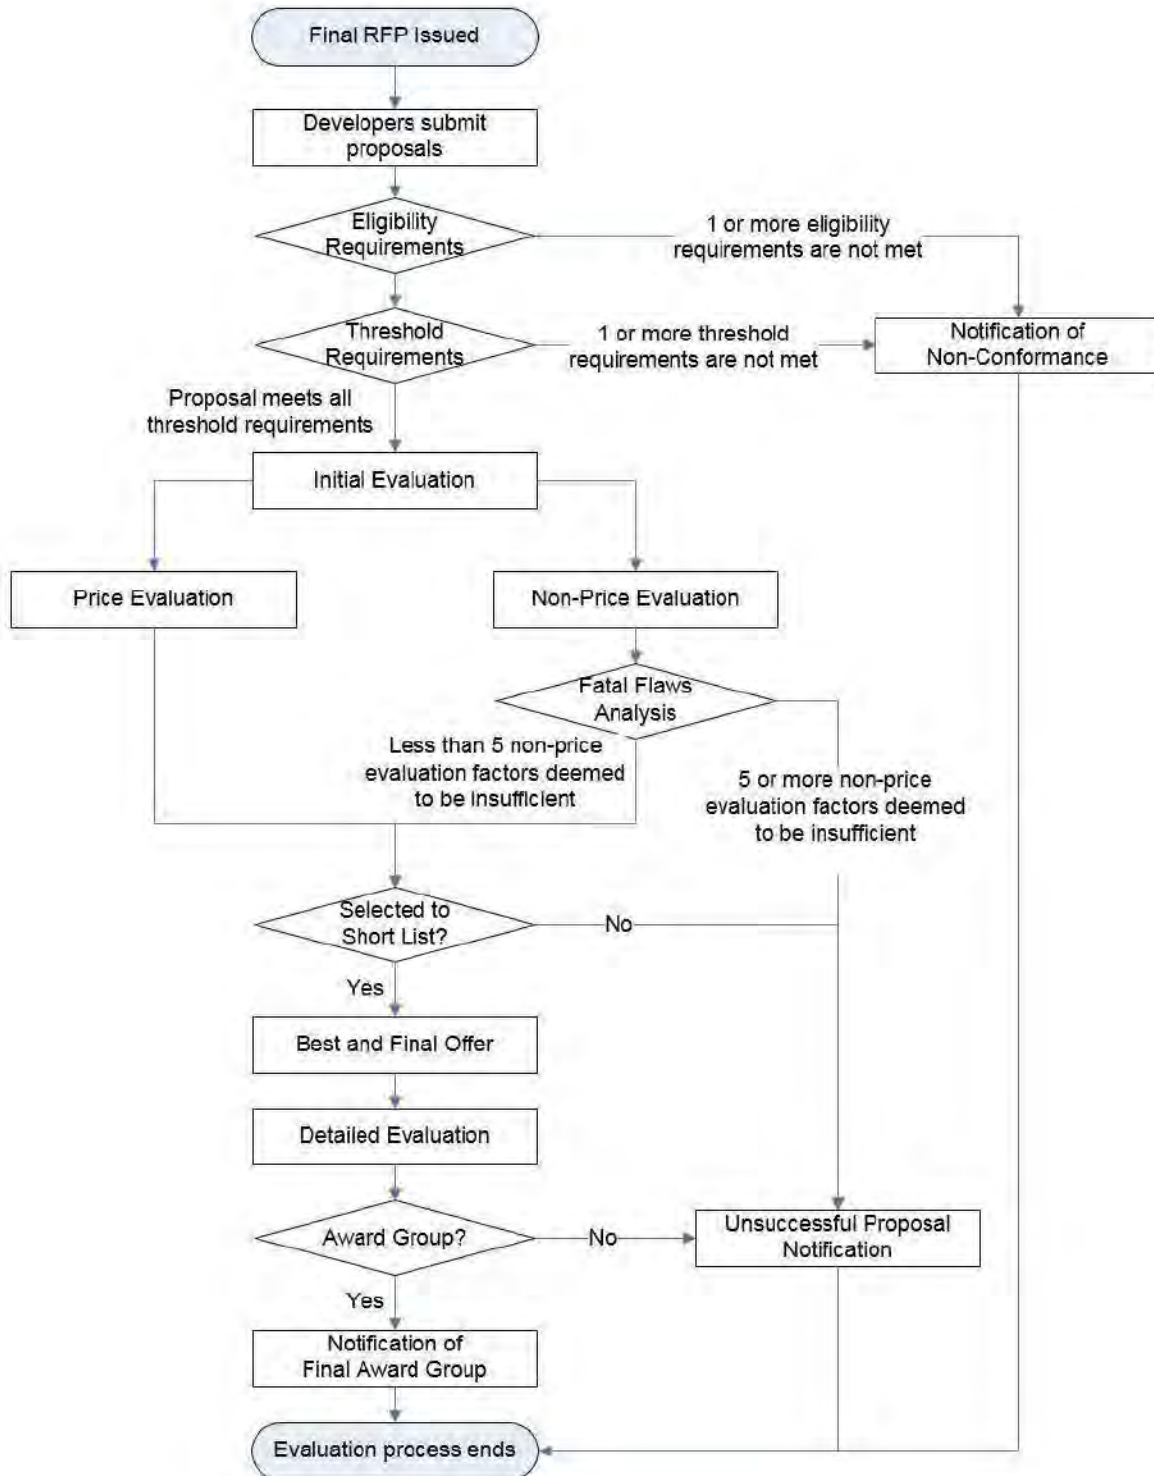 Final RFP Issued
Developers submit
proposals
Eligibility
Requirements
1 or more eligibility
requirements are not met
Threshold
Requirements
1 or more threshold
requirements are not met
Notification of
Non-Conformance
Proposal meets all
threshold requirements
Initial Evaluation
Price Evaluation
Non-Price Evaluation
Fatal Flaws
Analysis
Less than 5 non-price
evaluation factors deemed
to be insufficient
5 or more non-price
evaluation factors deemed
to be insufficient
Selected to
Short List?
No
Yes
Best and Final Offer
Detailed Evaluation
Award Group?
No
Unsuccessful Proposal
Notification
Yes
Notification of
Final Award Group
Evaluation process ends